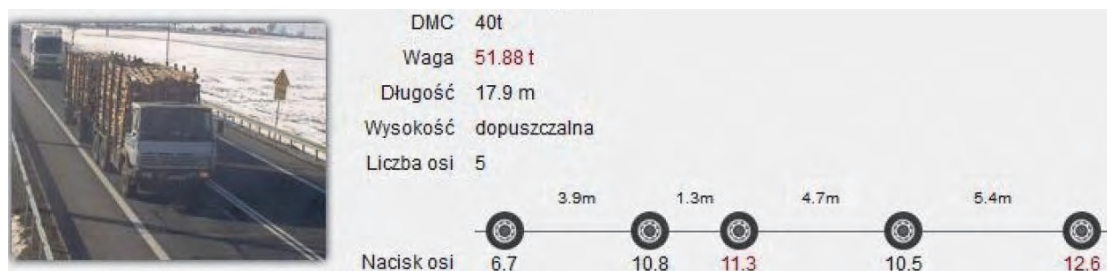 DMC 40t
Waga 51.88 t
Długość 17.9 m
Wysokość dopuszczalna
Liczba osi 5
3.9m 1.3m 4.7m 5.4m
Nacisk osi 6.7 10.8 11.3 10.5 12.6